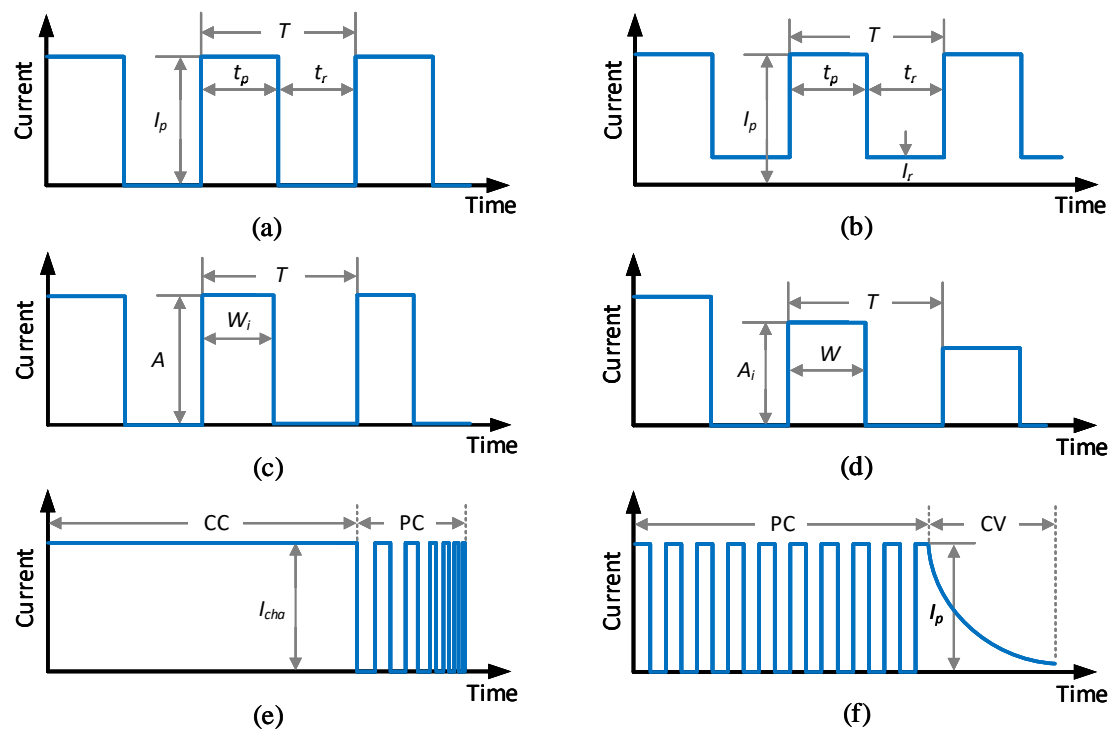 T
t_p
t_r
I_p
Current
Time
(a)
T
t_p
t_r
I_p
I_r
Current
Time
(b)
T
W_i
A
Current
Time
(c)
T
W
A_i
Current
Time
(d)
CC
PC
I_cha
Current
Time
(e)
PC
CV
I_p
Current
Time
(f)